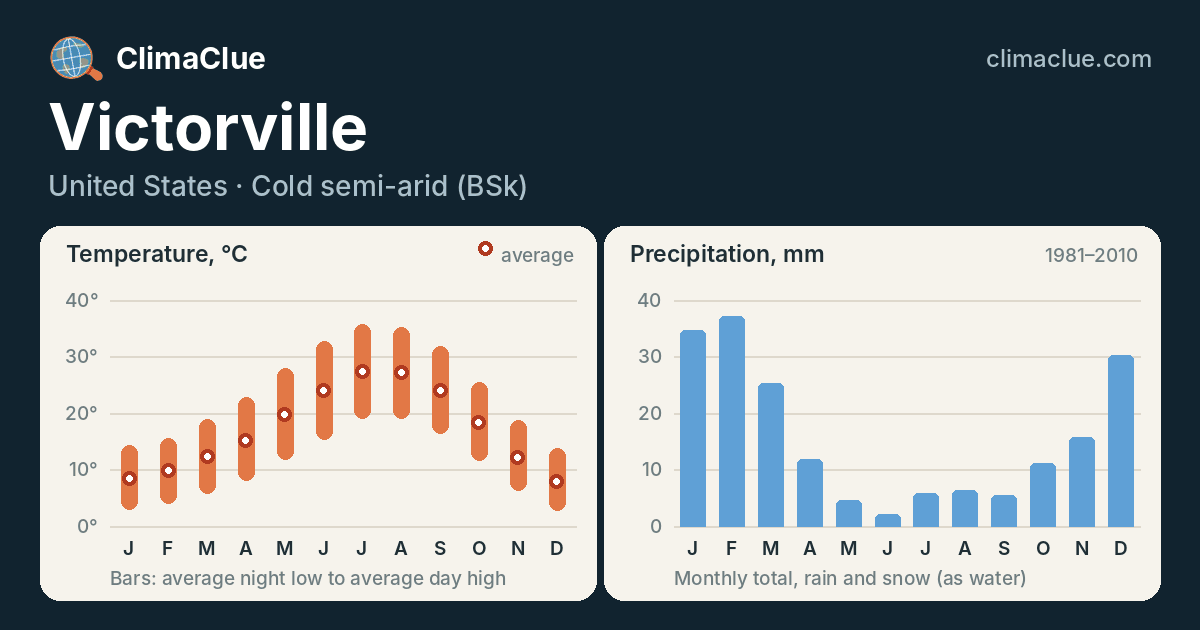 ClimaClue
climaclue.com
Victorville
United States · Cold semi-arid (BSk)
Temperature, °C
average
40°
30°
20°
10°
0°
J F M A M J J A S O N D
Bars: average night low to average day high
Precipitation, mm
1981–2010
40
30
20
10
0
J F M A M J J A S O N D
Monthly total, rain and snow (as water)